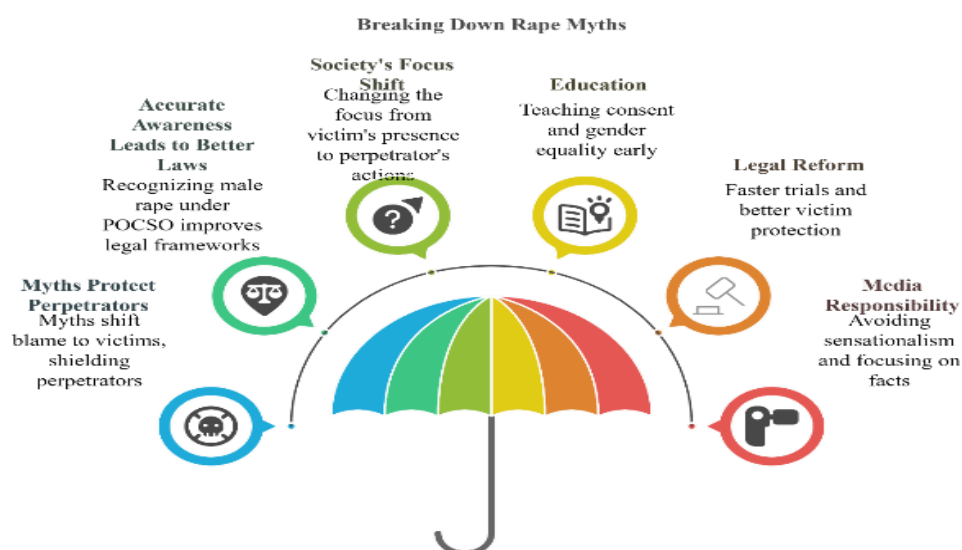 Breaking Down Rape Myths
Myths Protect
Perpetrators
Myths shift
blame to victims,
shielding
perpetrators
Accurate
Awareness
Leads to Better
Laws
Recognizing male
rape under
POCSO improves
legal frameworks
Society's Focus
Shift
Changing the
focus from
victim's presence
to perpetrator's
actions
Education
Teaching consent
and gender
equality early
Legal Reform
Faster trials and
better victim
protection
Media
Responsibility
Avoiding
sensationalism
and focusing on
facts
?